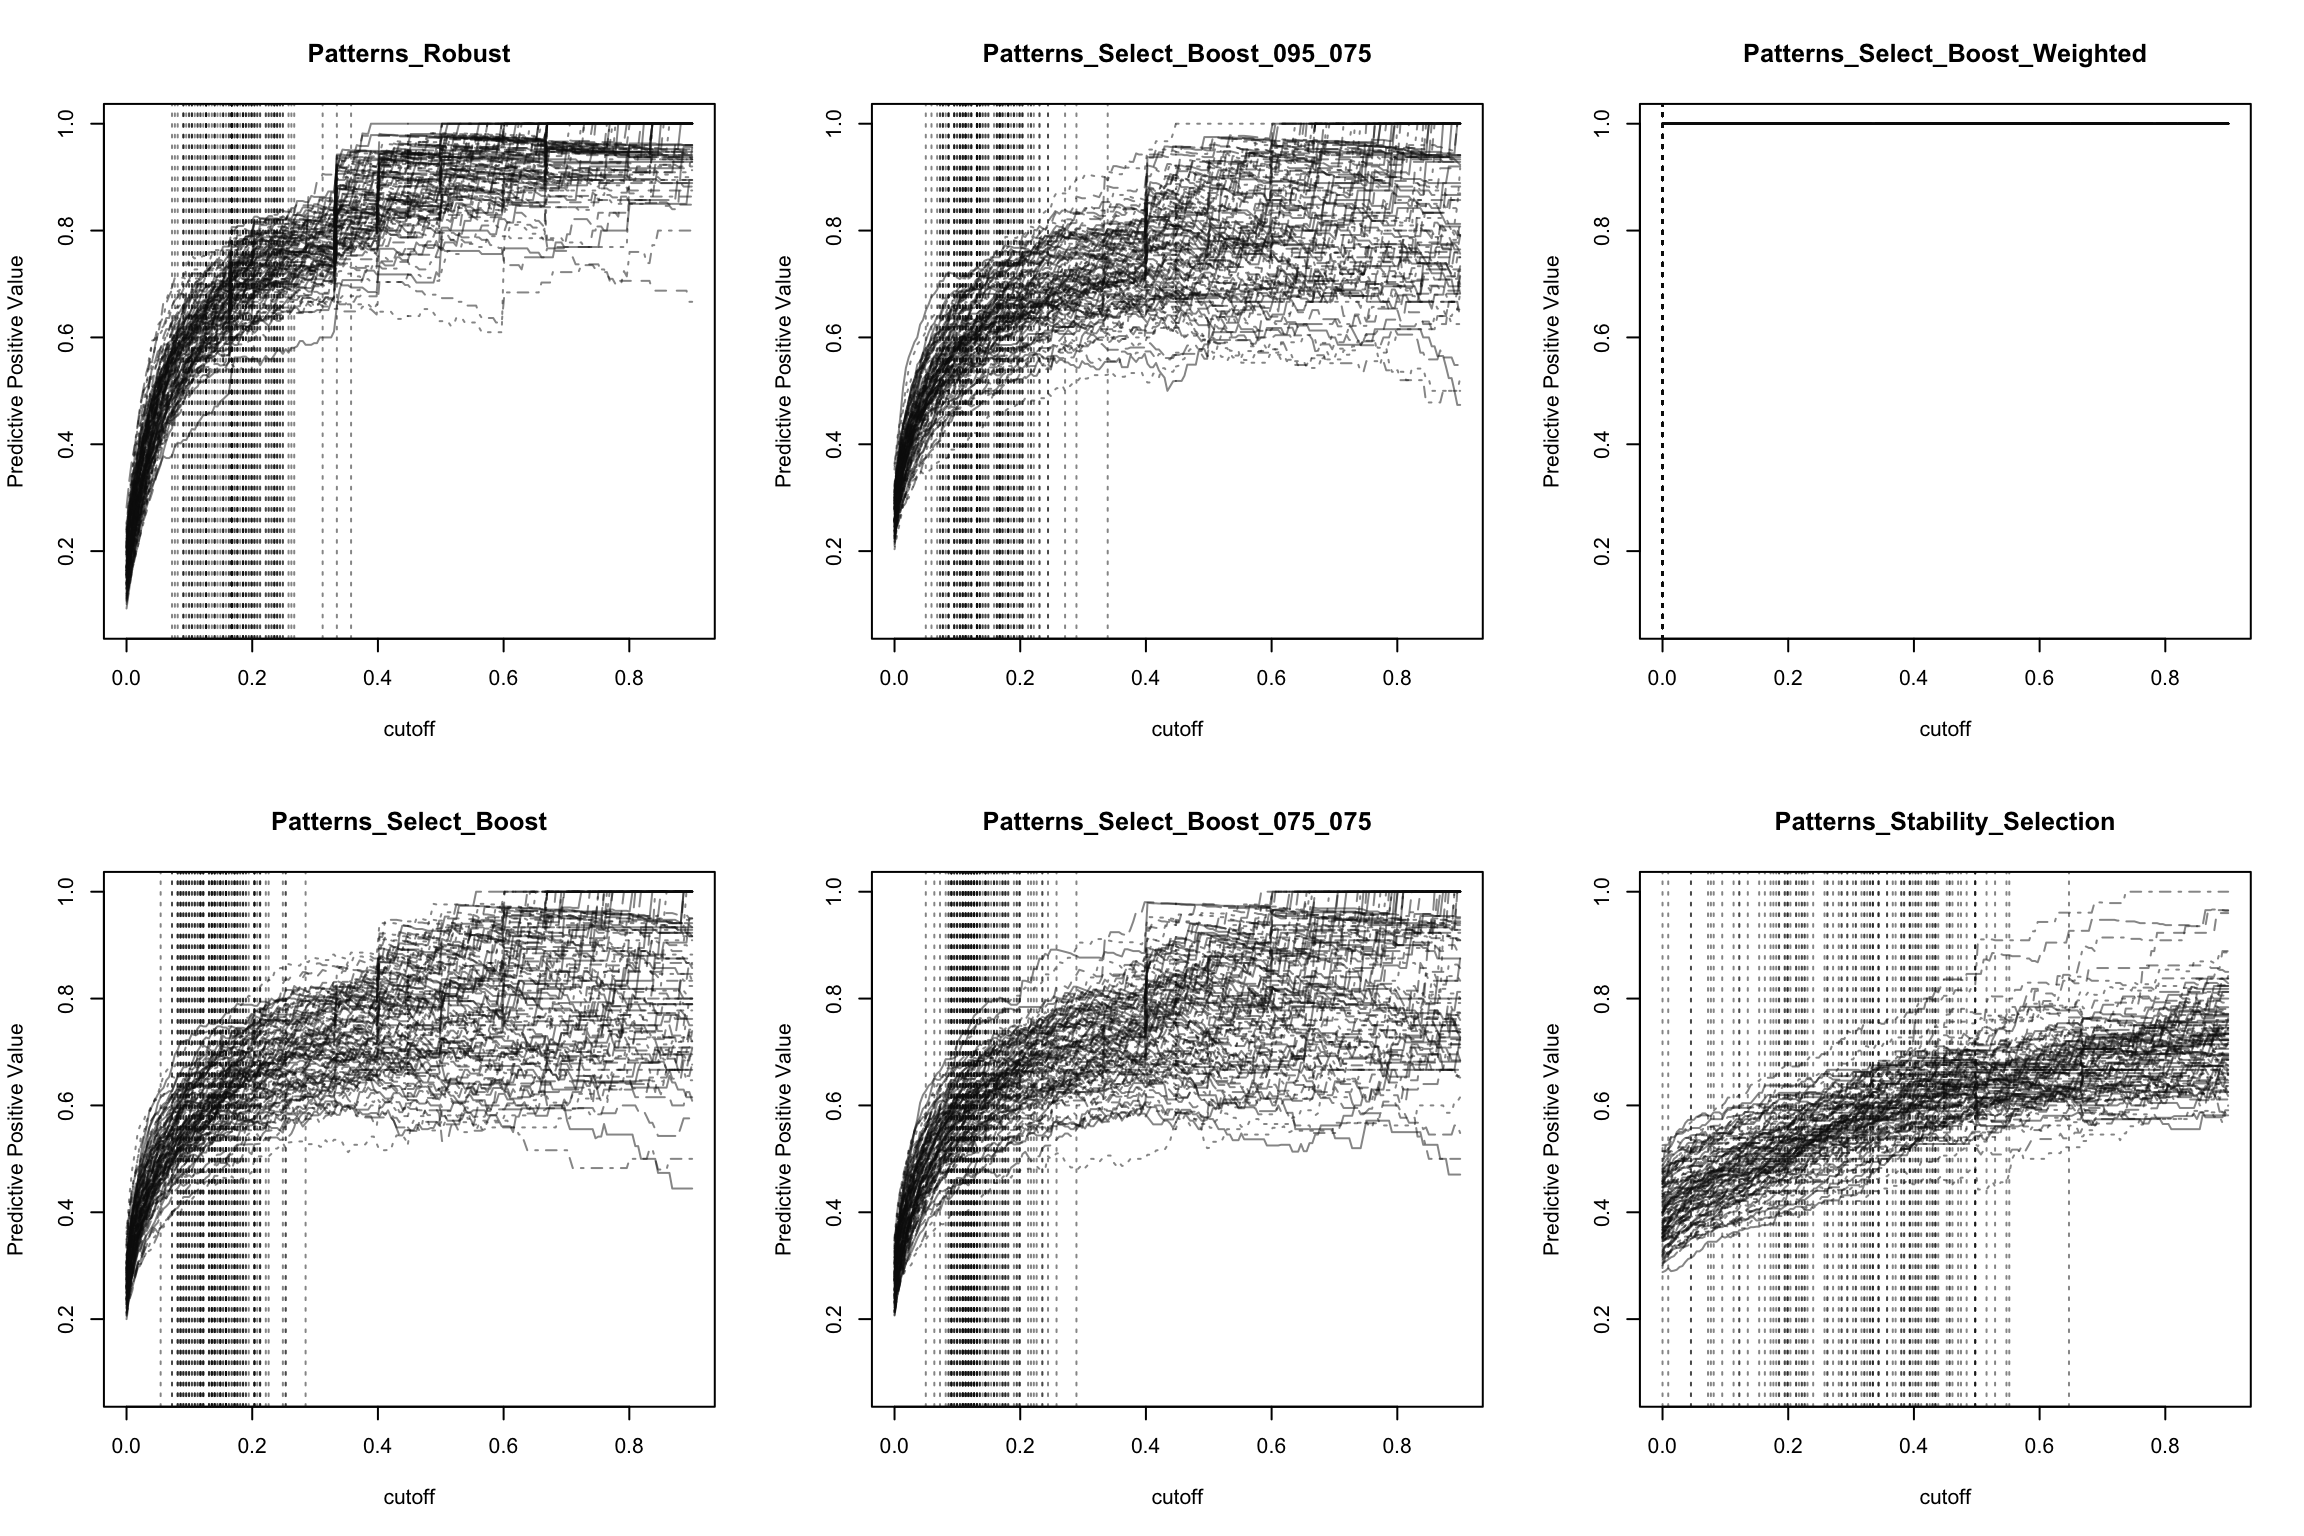 Patterns_Robust
Predictive Positive Value
0.2 0.4 0.6 0.8 1.0
0.0 0.2 0.4 0.6 0.8
cutoff
Patterns_Select_Boost_095_075
Predictive Positive Value
0.2 0.4 0.6 0.8 1.0
0.0 0.2 0.4 0.6 0.8
cutoff
Patterns_Select_Boost_Weighted
Predictive Positive Value
0.2 0.4 0.6 0.8 1.0
0.0 0.2 0.4 0.6 0.8
cutoff
Patterns_Select_Boost
Predictive Positive Value
0.2 0.4 0.6 0.8 1.0
0.0 0.2 0.4 0.6 0.8
cutoff
Patterns_Select_Boost_075_075
Predictive Positive Value
0.2 0.4 0.6 0.8 1.0
0.0 0.2 0.4 0.6 0.8
cutoff
Patterns_Stability_Selection
Predictive Positive Value
0.2 0.4 0.6 0.8 1.0
0.0 0.2 0.4 0.6 0.8
cutoff